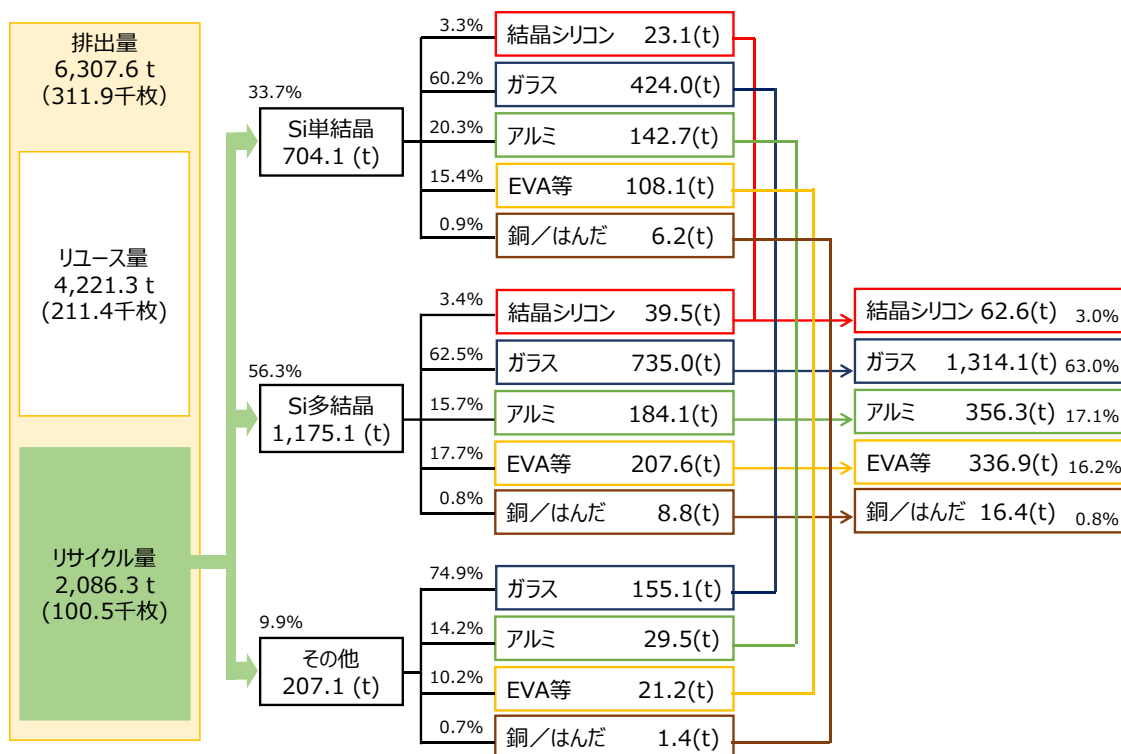 排出量
6,307.6 t
(311.9千枚)
リユース量
4,221.3 t
(211.4千枚)
リサイクル量
2,086.3 t
(100.5千枚)
33.7%
Si単結晶
704.1 (t)
3.3%
結晶シリコン 23.1(t)
60.2%
ガラス 424.0(t)
20.3%
アルミ 142.7(t)
15.4%
EVA等 108.1(t)
0.9%
銅／はんだ 6.2(t)
56.3%
Si多結晶
1,175.1 (t)
3.4%
結晶シリコン 39.5(t)
62.5%
ガラス 735.0(t)
15.7%
アルミ 184.1(t)
17.7%
EVA等 207.6(t)
0.8%
銅／はんだ 8.8(t)
9.9%
その他
207.1 (t)
74.9%
ガラス 155.1(t)
14.2%
アルミ 29.5(t)
10.2%
EVA等 21.2(t)
0.7%
銅／はんだ 1.4(t)
結晶シリコン 62.6(t) 3.0%
ガラス 1,314.1(t) 63.0%
アルミ 356.3(t) 17.1%
EVA等 336.9(t) 16.2%
銅／はんだ 16.4(t) 0.8%